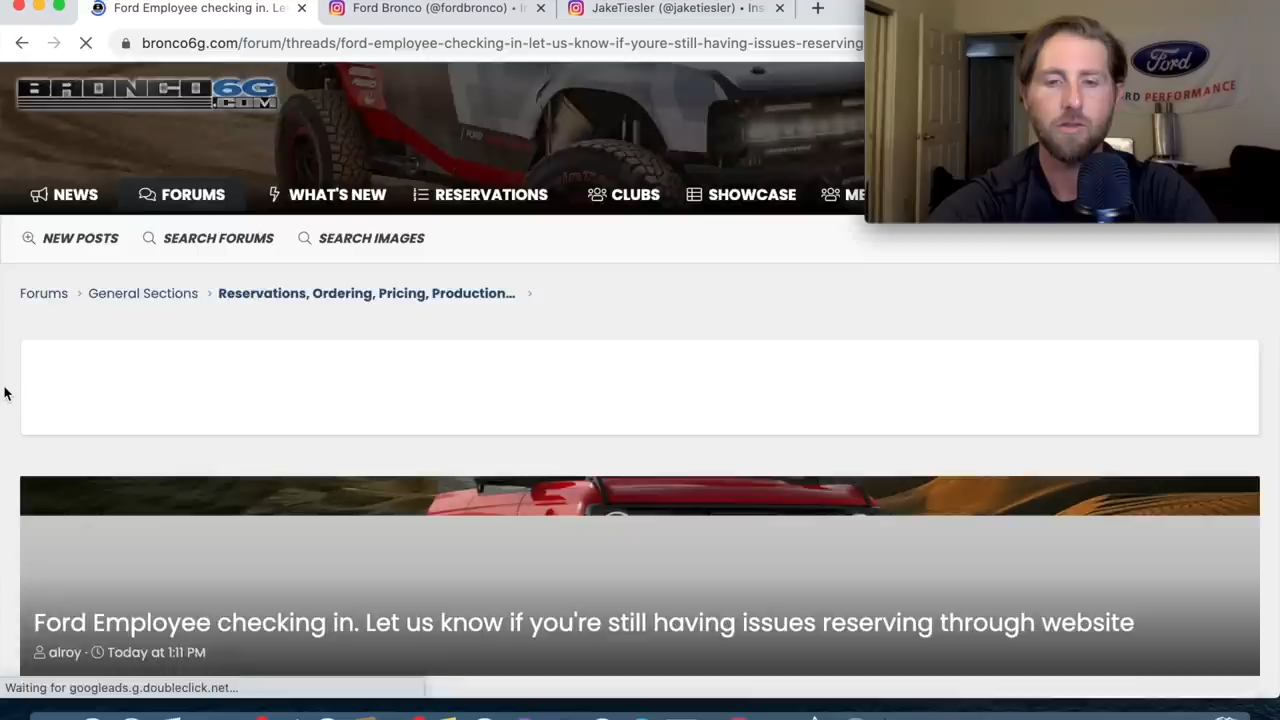 Ford Employee checking in. Le
Ford Bronco (@fordbronco) • I
JakeTiesler (@jaketiesler) • Ins
bronco6g.com/forum/threads/ford-employee-checking-in-let-us-know-if-youre-still-having-issues-reserving
Ford
RD PERFORMANCE
BRONCO6G
.COM
NEWS
FORUMS
WHAT'S NEW
RESERVATIONS
CLUBS
SHOWCASE
ME
NEW POSTS
SEARCH FORUMS
SEARCH IMAGES
Forums > General Sections > Reservations, Ordering, Pricing, Production... >
Ford Employee checking in. Let us know if you're still having issues reserving through website
alroy · Today at 1:11 PM
Waiting for googleads.g.doubleclick.net...